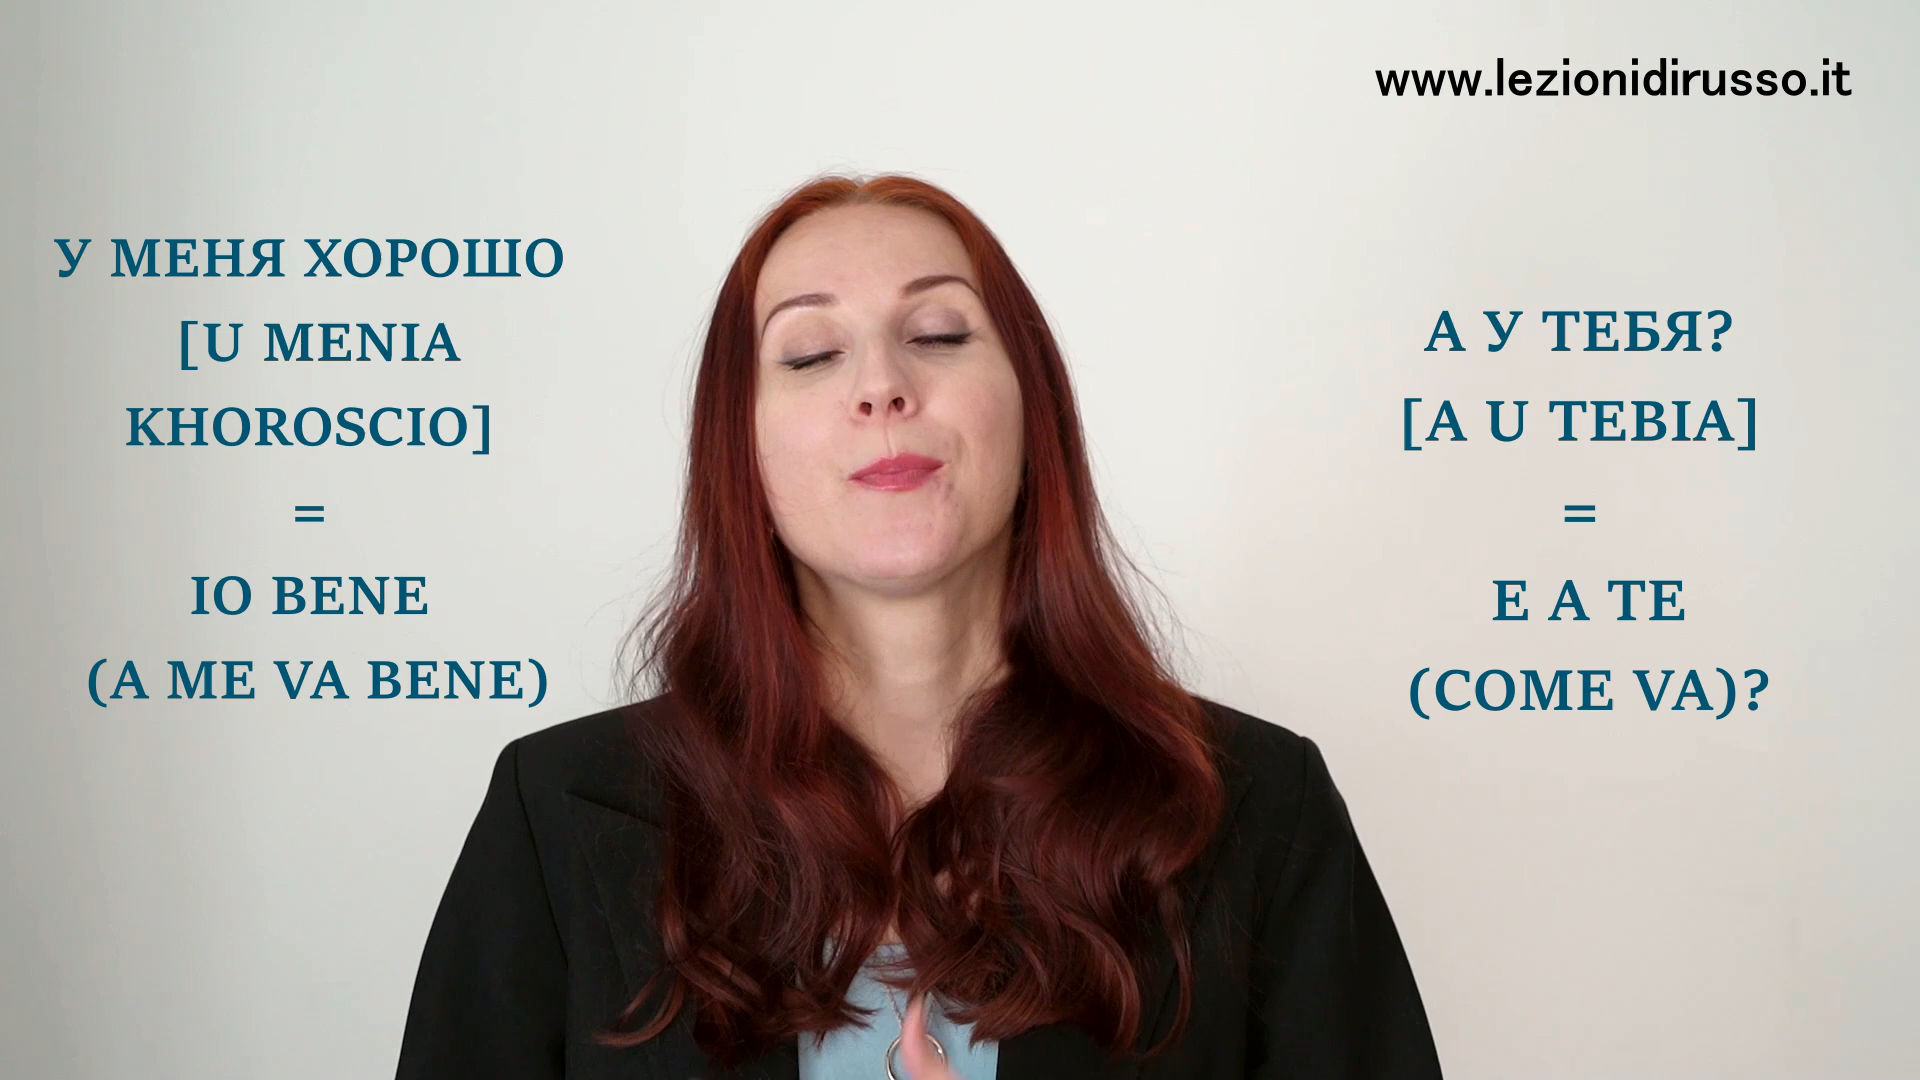 www.lezionidirusso.it
У МЕНЯ ХОРОШО
[U MENIA
KHOROSCIO]
=
IO BENE
(A ME VA BENE)
А У ТЕБЯ?
[A U TEBIA]
=
E A TE
(COME VA)?